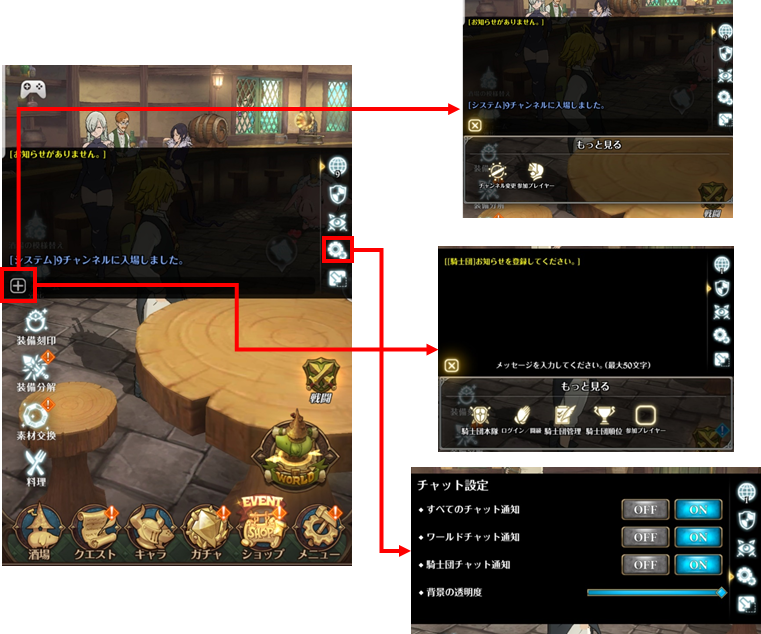 [お知らせがありません。]
9
[システム]9チャンネルに入場しました。
装備刻印
装備分解
素材交換
料理
戦闘
WORLD
EVENT
SHOP
酒場
クエスト
キャラ
ガチャ
ショップ
メニュー
[お知らせがありません。]
[システム]9チャンネルに入場しました。
もっと見る
チャンネル変更
参加プレイヤー
装備分解
戦闘
[[騎士団]お知らせを登録してください。]
メッセージを入力してください。(最大50文字)
もっと見る
騎士団本隊
騎士団管理
騎士団順位
参加プレイヤー
チャット設定
すべてのチャット通知
OFF
ON
ワールドチャット通知
OFF
ON
騎士団チャット通知
OFF
ON
背景の透明度